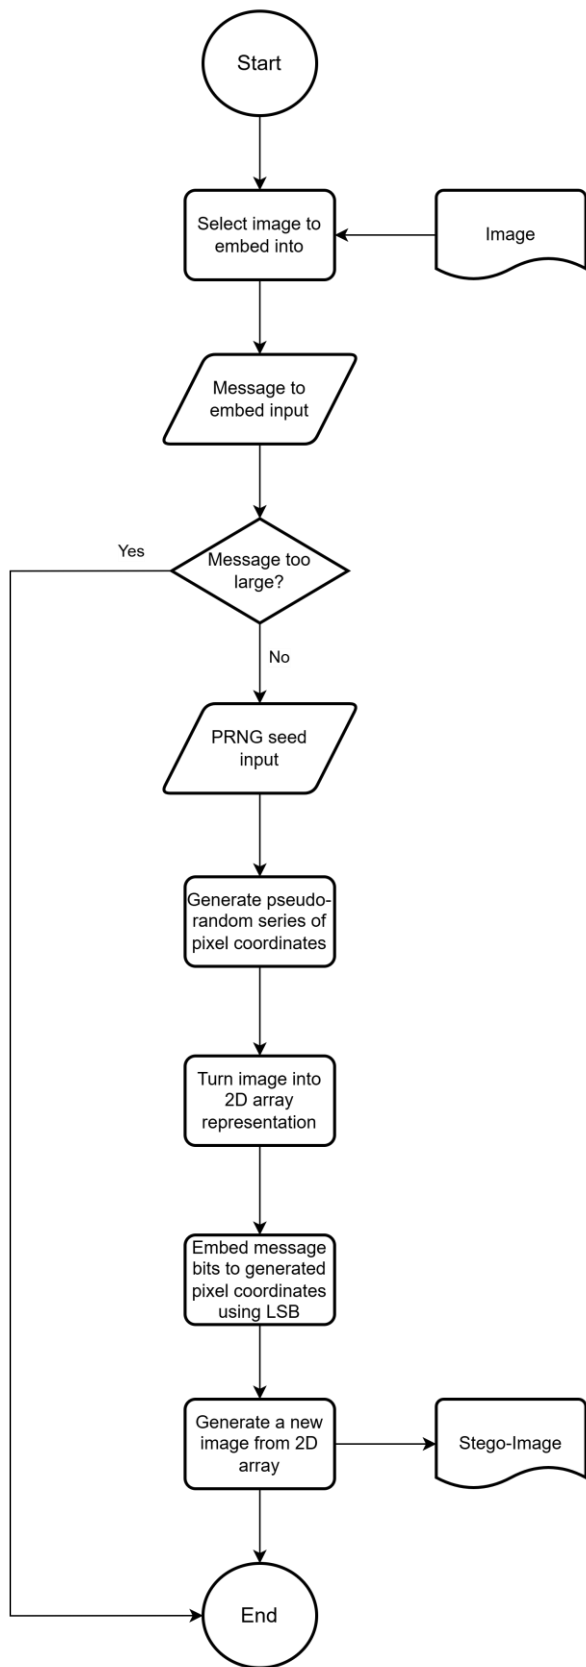 Start
Select image to
embed into
Image
Message to
embed input
Yes
Message too
large?
No
PRNG seed
input
Generate pseudo-
random series of
pixel coordinates
Turn image into
2D array
representation
Embed message
bits to generated
pixel coordinates
using LSB
Generate a new
image from 2D
array
Stego-Image
End